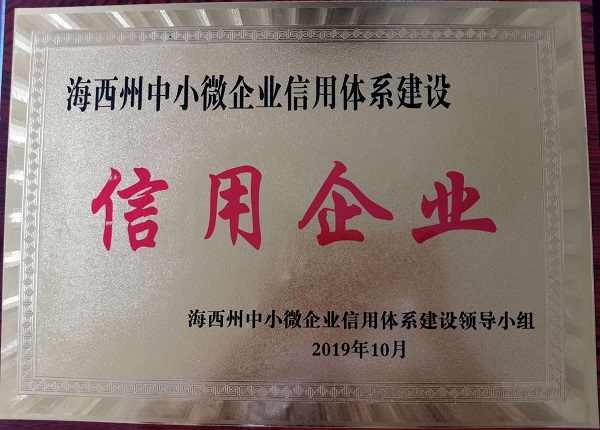 海西州中小微企业信用体系建设
信用企业
海西州中小微企业信用体系建设领导小组
2019年10月